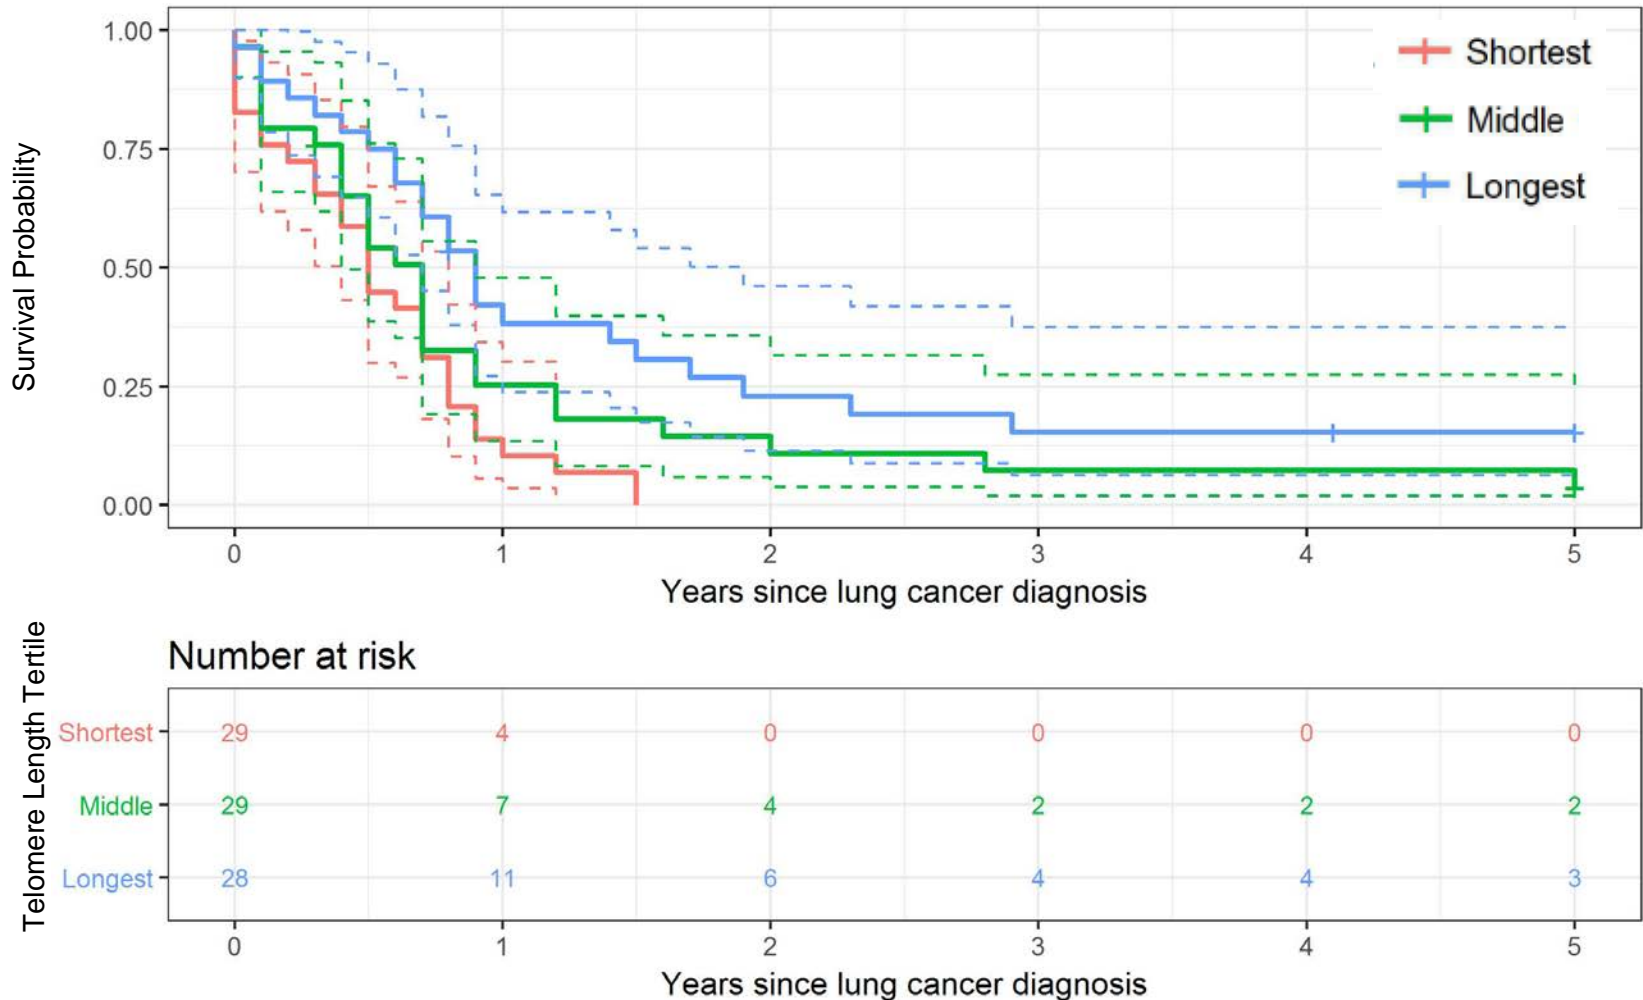 Survival Probability
1.00
0.75
0.50
0.25
0.00
Shortest
Middle
Longest
0 1 2 3 4 5
Years since lung cancer diagnosis
Telomere Length Tertile
Number at risk
Shortest 29 4 0 0 0 0
Middle 29 7 4 2 2 2
Longest 28 11 6 4 4 3
0 1 2 3 4 5
Years since lung cancer diagnosis